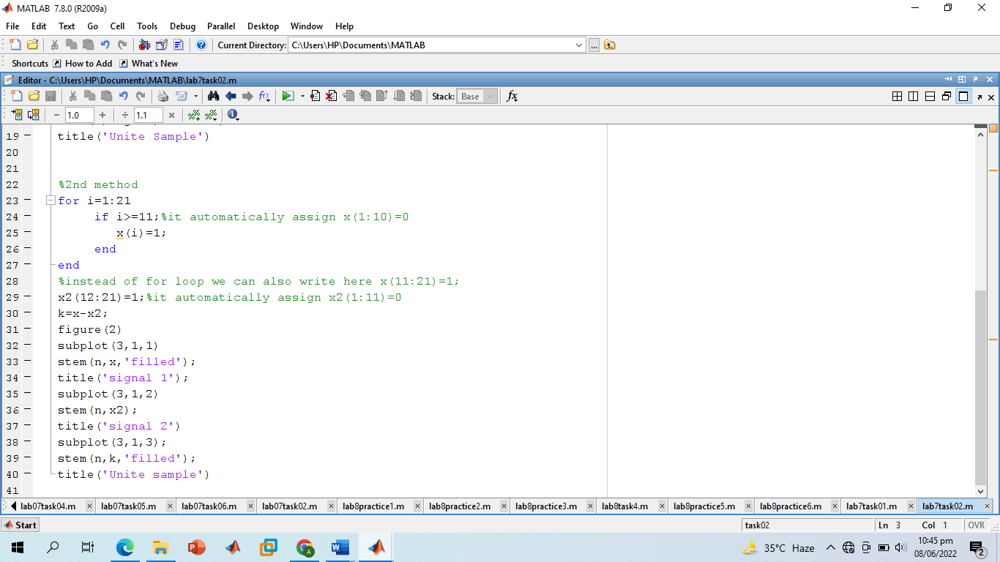 MATLAB 7.8.0 (R2009a)
File Edit Text Go Cell Tools Debug Parallel Desktop Window Help
Current Directory: C:\Users\HP\Documents\MATLAB
Shortcuts How to Add What's New
Editor - C:\Users\HP\Documents\MATLAB\lab7task02.m
Stack: Base fx
− 1.0 + ÷ 1.1 ×
19 − title('Unite Sample')
20
21
22 %2nd method
23 − for i=1:21
24 − if i>=11;%it automatically assign x(1:10)=0
25 − x(i)=1;
26 − end
27 − end
28 %instead of for loop we can also write here x(11:21)=1;
29 − x2(12:21)=1;%it automatically assign x2(1:11)=0
30 − k=x-x2;
31 − figure(2)
32 − subplot(3,1,1)
33 − stem(n,x,'filled');
34 − title('signal 1');
35 − subplot(3,1,2)
36 − stem(n,x2);
37 − title('signal 2')
38 − subplot(3,1,3);
39 − stem(n,k,'filled');
40 − title('Unite sample')
41
lab07task04.m lab07task05.m lab07task06.m lab07task02.m lab8practice1.m lab8practice2.m lab8practice3.m lab8task4.m lab8practice5.m lab8practice6.m lab7task01.m lab7task02.m
Start task02 Ln 3 Col 1 OVR
35°C Haze 10:45 pm
08/06/2022 2